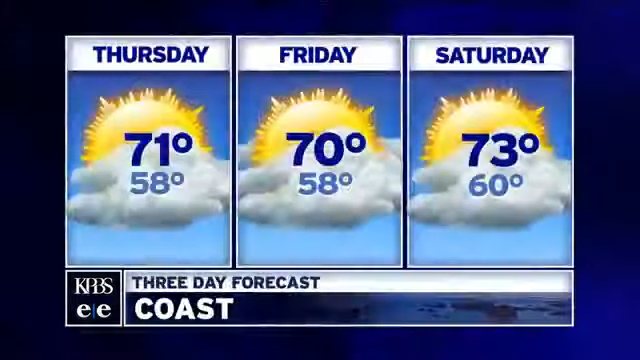 THURSDAY
71°
58°
FRIDAY
70°
58°
SATURDAY
73°
60°
KPBS
e|e
THREE DAY FORECAST
COAST